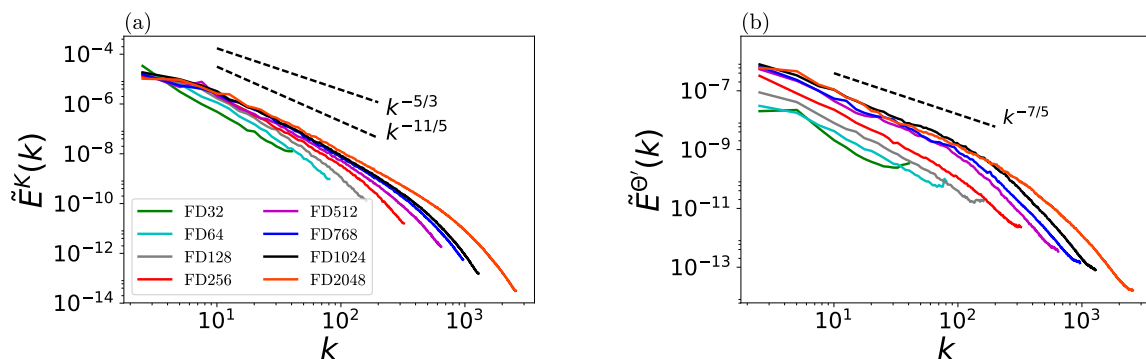 (a)
10^{-4}
10^{-6}
10^{-8}
10^{-10}
10^{-12}
10^{-14}
Ẽ^K(k)
k^{-5/3}
k^{-11/5}
FD32
FD64
FD128
FD256
FD512
FD768
FD1024
FD2048
10^1
10^2
10^3
k
(b)
10^{-7}
10^{-9}
10^{-11}
10^{-13}
Ẽ^{Θ'}(k)
k^{-7/5}
10^1
10^2
10^3
k